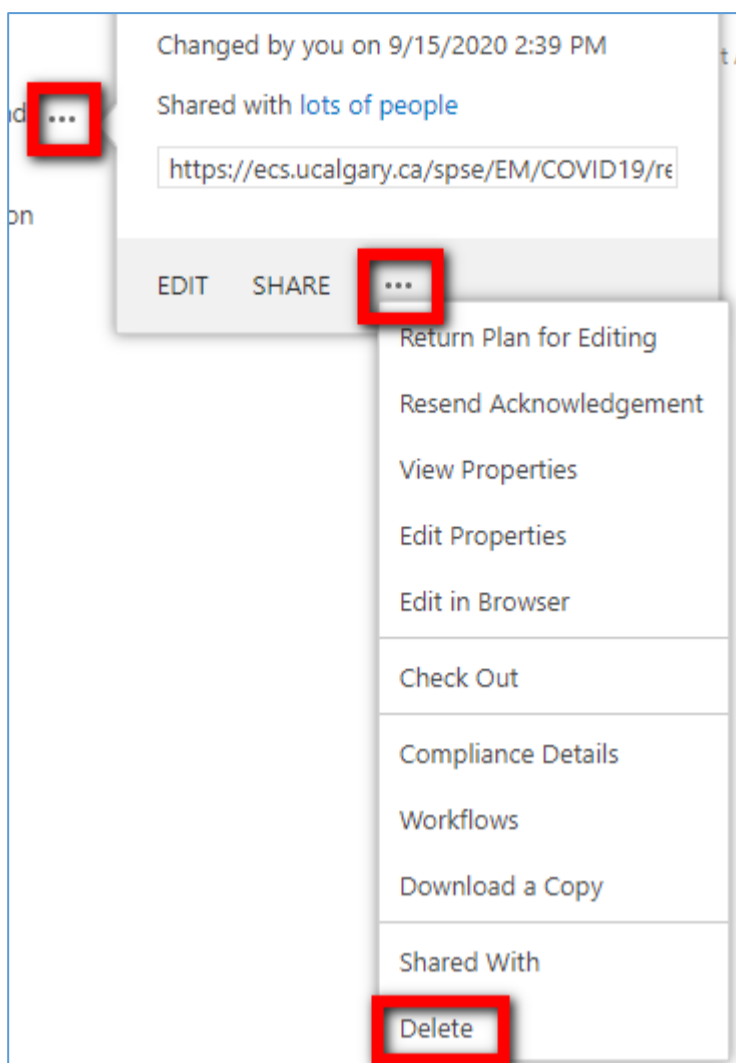 Changed by you on 9/15/2020 2:39 PM
Shared with lots of people
https://ecs.ucalgary.ca/spse/EM/COVID19/re
on
EDIT SHARE ...
Return Plan for Editing
Resend Acknowledgement
View Properties
Edit Properties
Edit in Browser
Check Out
Compliance Details
Workflows
Download a Copy
Shared With
Delete